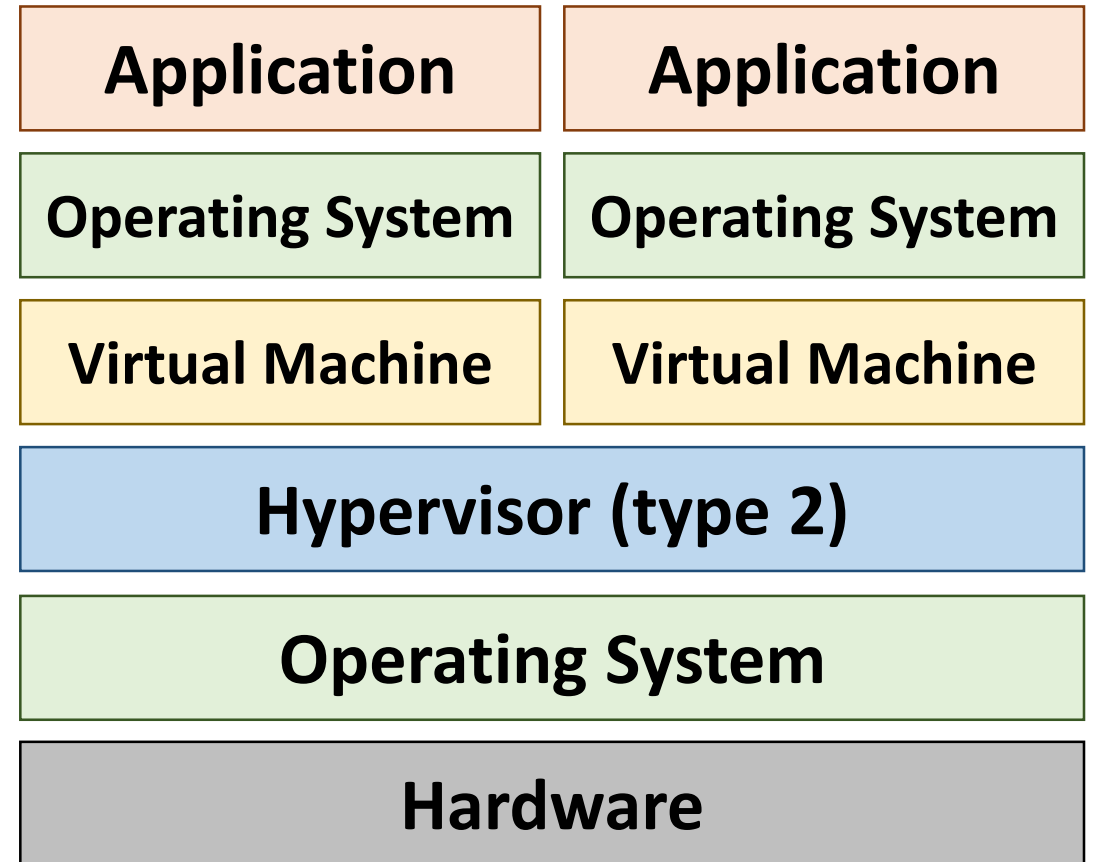 Application
Application
Operating System
Operating System
Virtual Machine
Virtual Machine
Hypervisor (type 2)
Operating System
Hardware